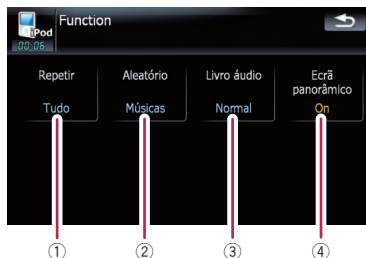 Function
iPod
00:06
Repetir
Aleatório
Livro áudio
Ecrã
panorâmico
Tudo
Músicas
Normal
On
① ② ③ ④